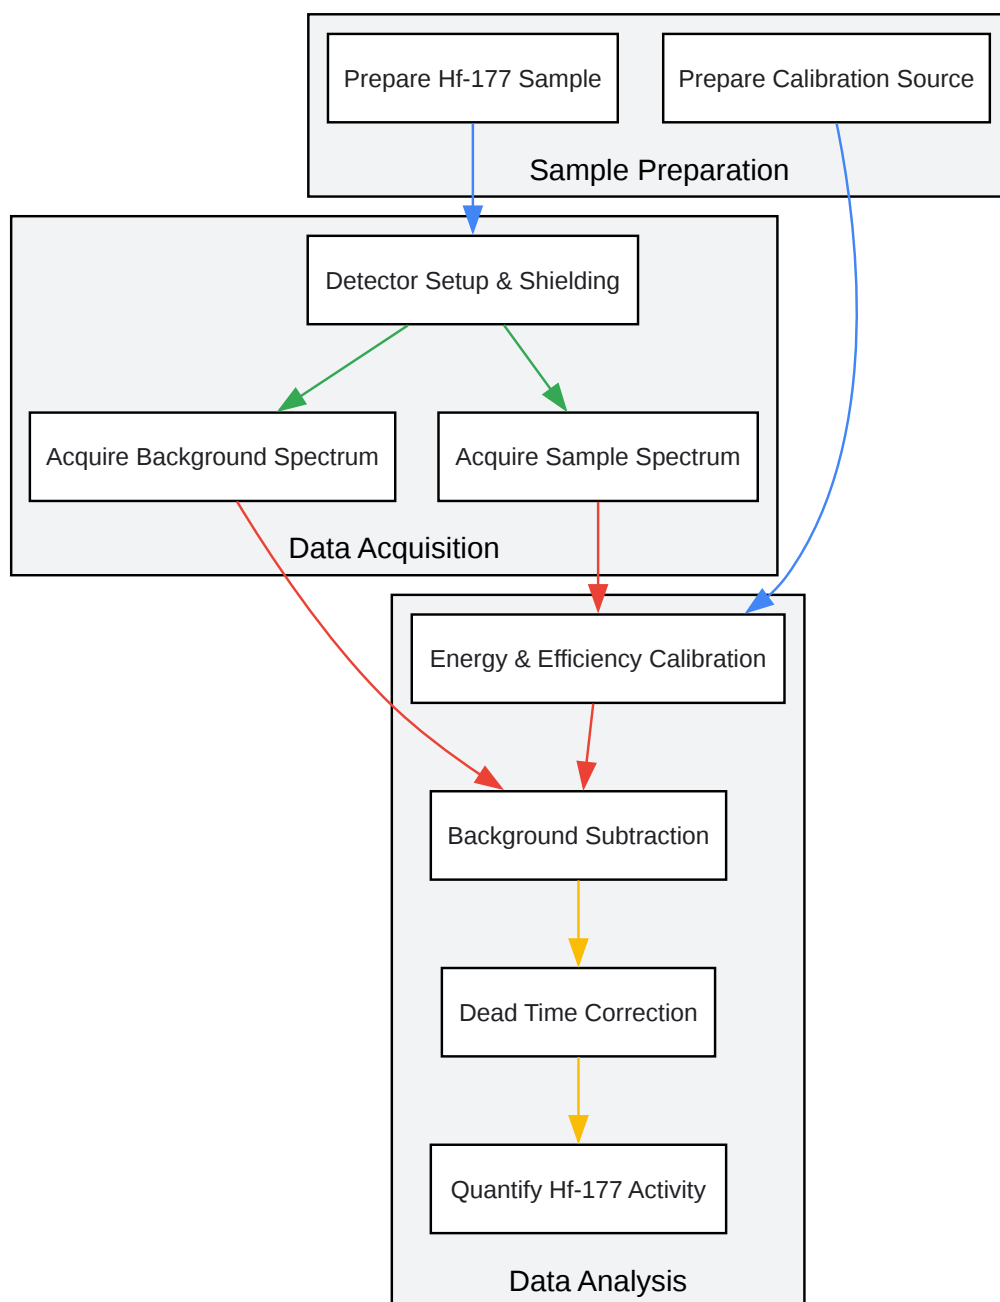 Prepare Hf-177 Sample
Prepare Calibration Source
Sample Preparation
Detector Setup & Shielding
Acquire Background Spectrum
Acquire Sample Spectrum
Data Acquisition
Energy & Efficiency Calibration
Background Subtraction
Dead Time Correction
Quantify Hf-177 Activity
Data Analysis